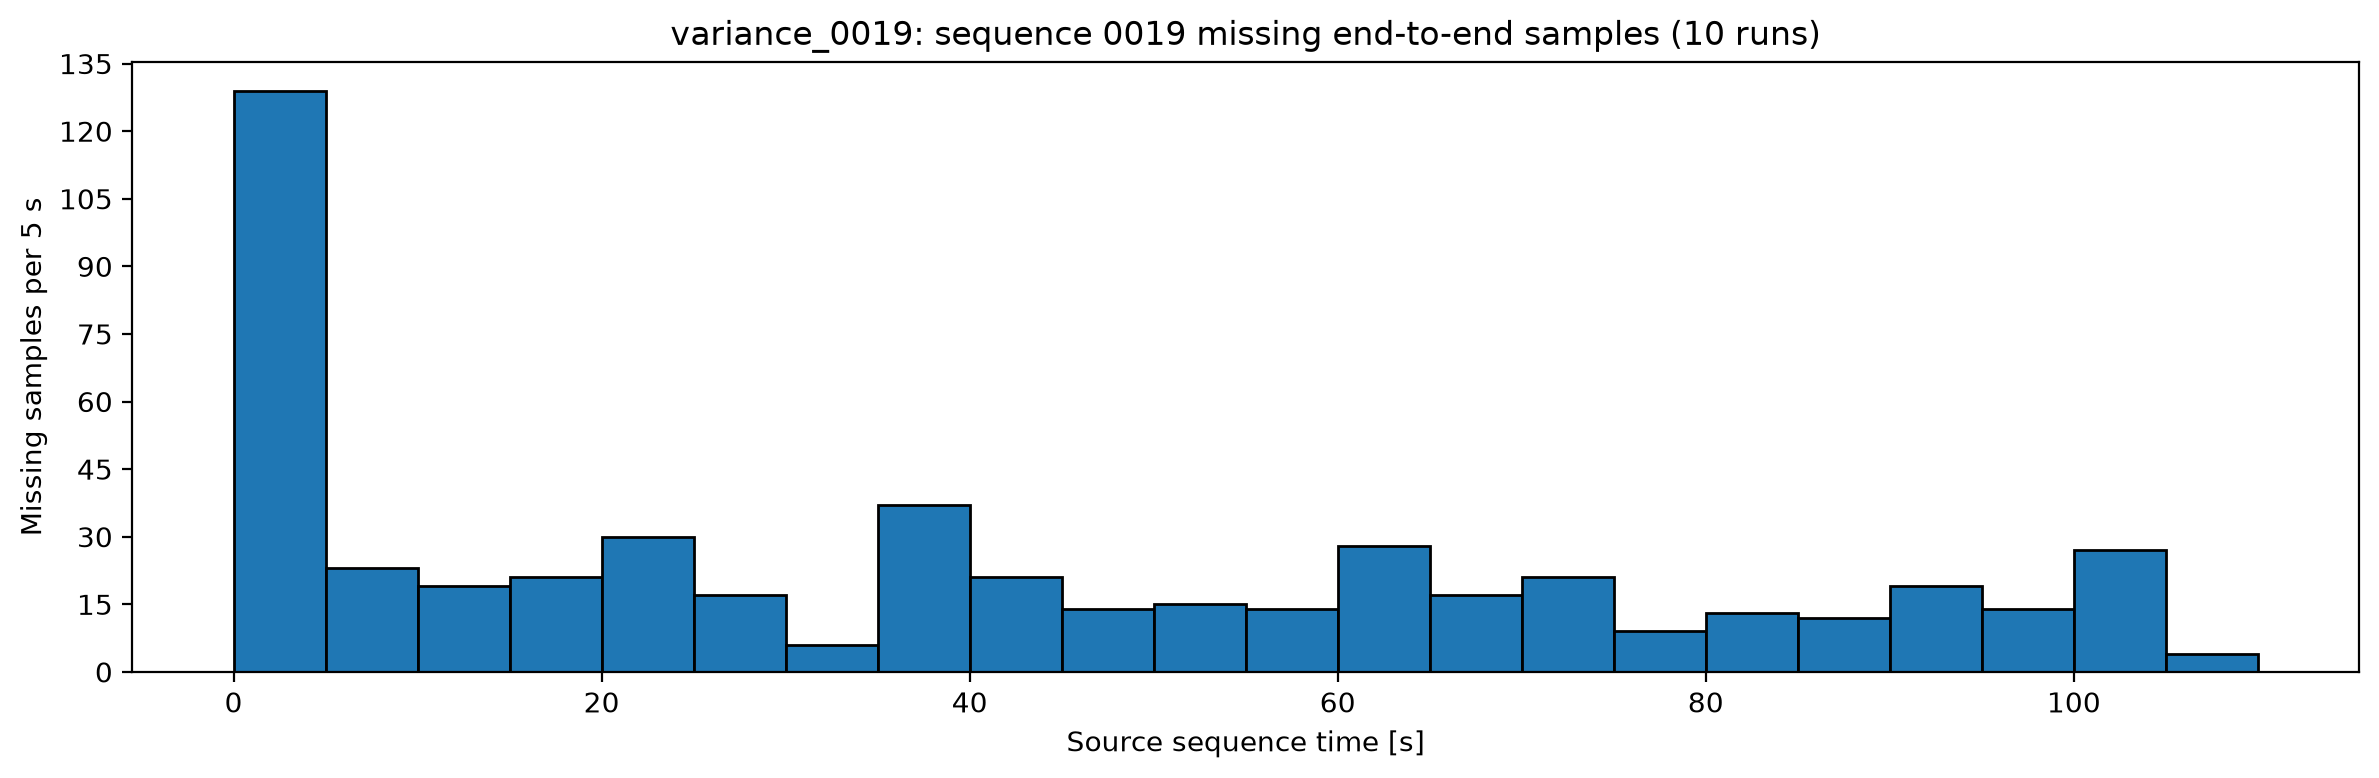 variance_0019: sequence 0019 missing end-to-end samples (10 runs)
Missing samples per 5 s
135
120
105
90
75
60
45
30
15
0
0 20 40 60 80 100
Source sequence time [s]